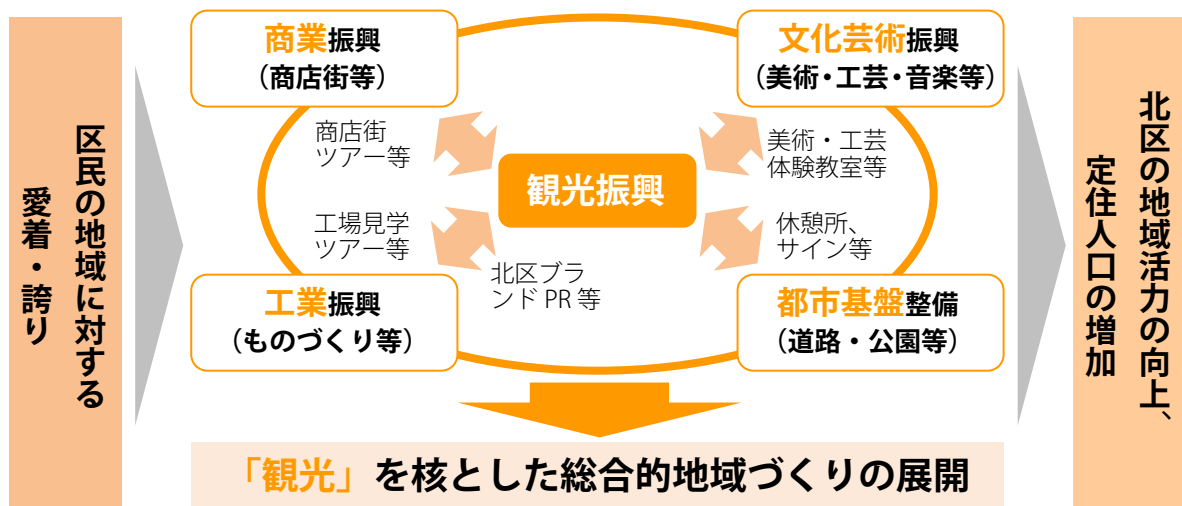 区民の地域に対する
愛着・誇り
商業振興
(商店街等)
文化芸術振興
(美術・工芸・音楽等)
商店街
ツアー等
美術・工芸
体験教室等
観光振興
工場見学
ツアー等
休憩所、
サイン等
北区ブラ
ンド PR 等
工業振興
(ものづくり等)
都市基盤整備
(道路・公園等)
「観光」を核とした総合的地域づくりの展開
北区の地域活力の向上、
定住人口の増加